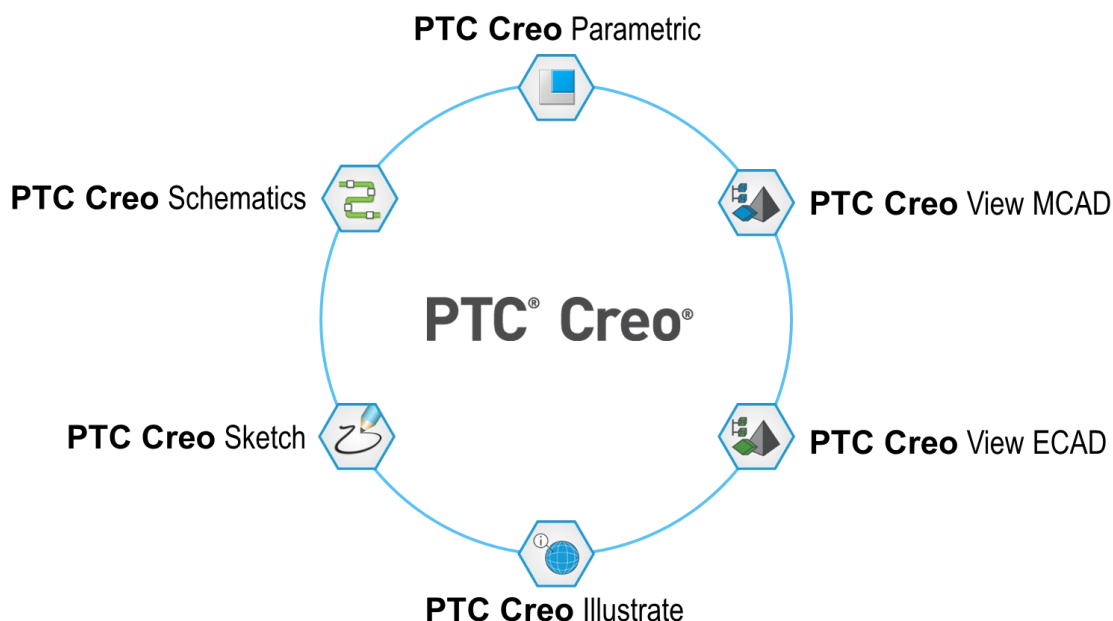 PTC Creo Parametric
PTC Creo Schematics
PTC Creo View MCAD
PTC® Creo®
PTC Creo Sketch
PTC Creo View ECAD
PTC Creo Illustrate